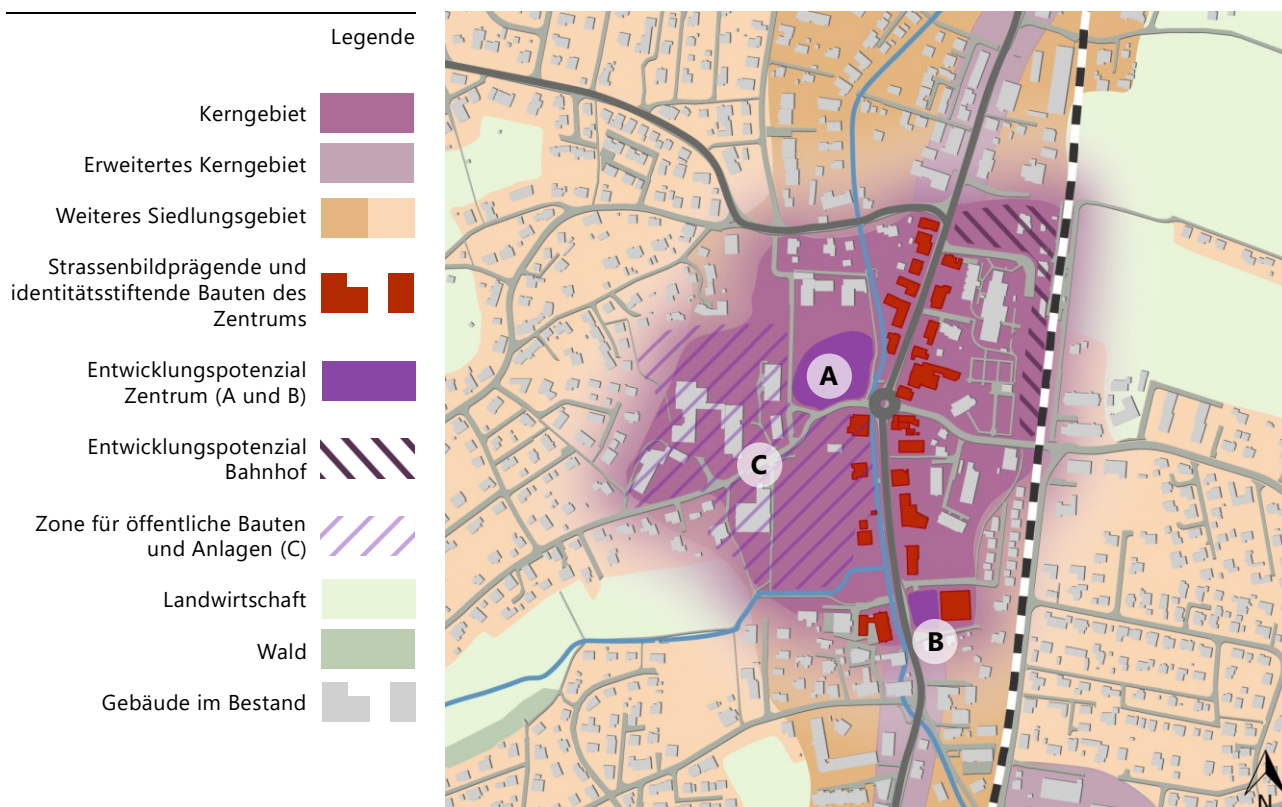 Legende
Kerngebiet
Erweitertes Kerngebiet
Weiteres Siedlungsgebiet
Strassenbildprägende und
identitätsstiftende Bauten des
Zentrums
Entwicklungspotenzial
Zentrum (A und B)
Entwicklungspotenzial
Bahnhof
Zone für öffentliche Bauten
und Anlagen (C)
Landwirtschaft
Wald
Gebäude im Bestand
A
C
B
N